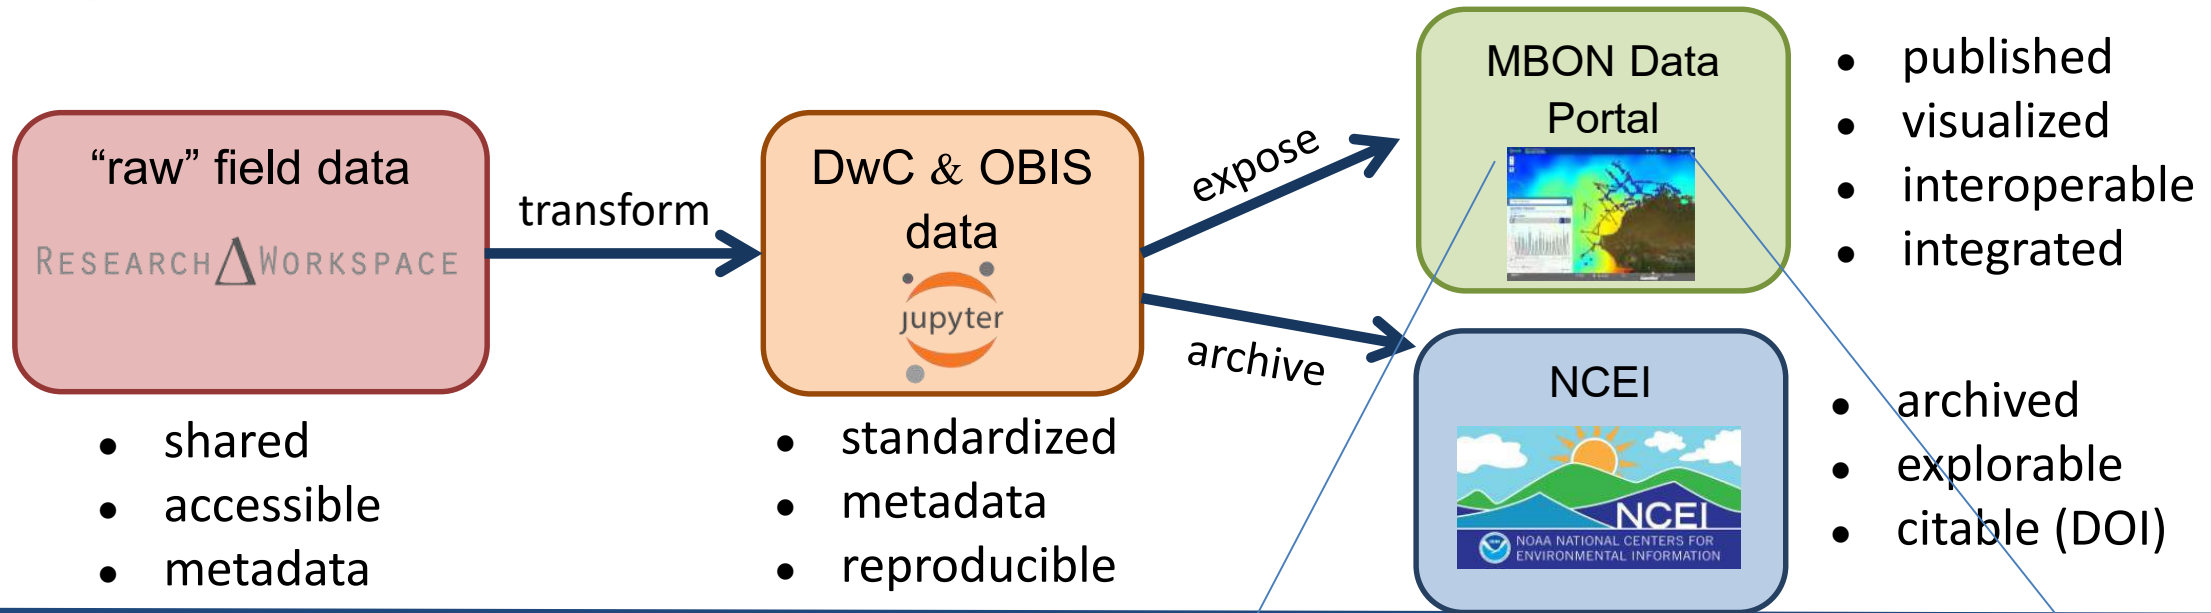 “raw” field data
RESEARCH WORKSPACE
shared
accessible
metadata
transform
DwC & OBIS
data
jupyter
standardized
metadata
reproducible
expose
archive
MBON Data
Portal
published
visualized
interoperable
integrated
NCEI
NCEI
NOAA NATIONAL CENTERS FOR
ENVIRONMENTAL INFORMATION
archived
explorable
citable (DOI)